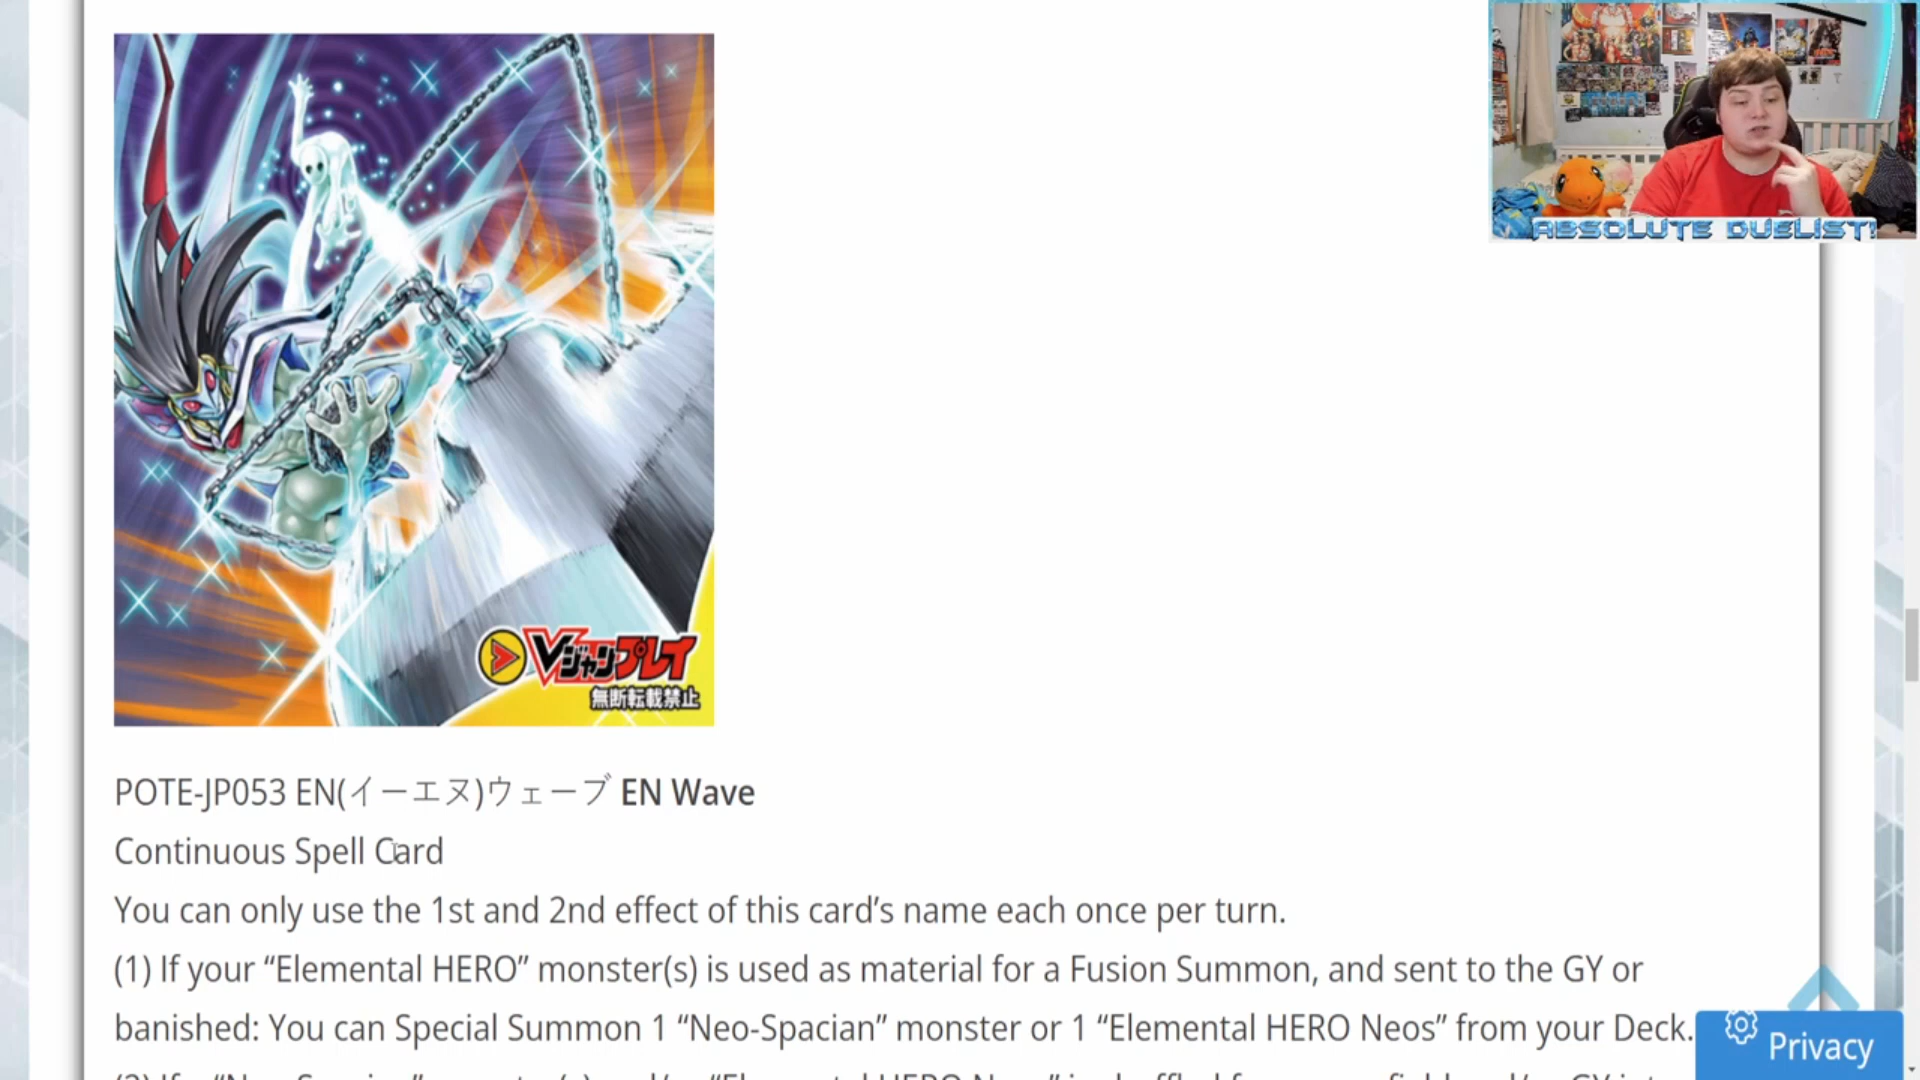 ABSOLUTE DUELIST!
Vジャンプレイ
無断転載禁止
POTE-JP053 EN(イーエヌ)ウェーブ EN Wave
Continuous Spell Card
You can only use the 1st and 2nd effect of this card’s name each once per turn.
(1) If your “Elemental HERO” monster(s) is used as material for a Fusion Summon, and sent to the GY or
banished: You can Special Summon 1 “Neo-Spacian” monster or 1 “Elemental HERO Neos” from your Deck.
Privacy